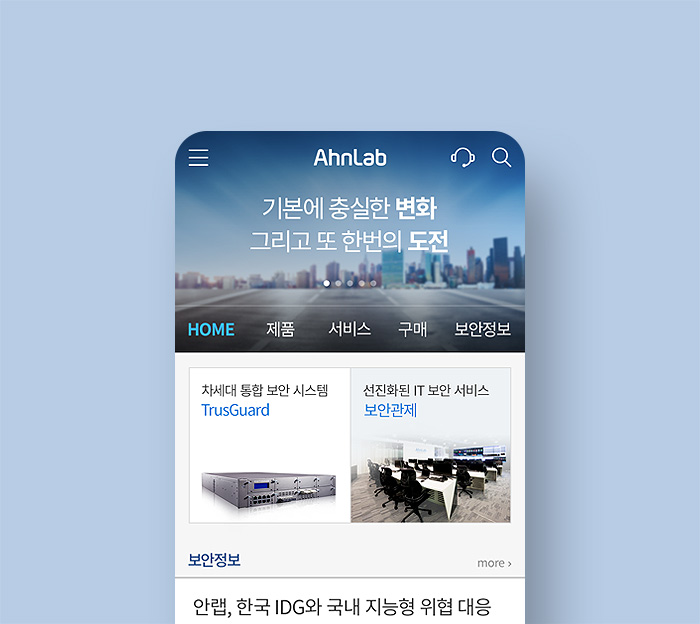 AhnLab
기본에 충실한 변화
그리고 또 한번의 도전
HOME 제품 서비스 구매 보안정보
차세대 통합 보안 시스템
TrusGuard
선진화된 IT 보안 서비스
보안관제
보안정보 more ›
안랩, 한국 IDG와 국내 지능형 위협 대응